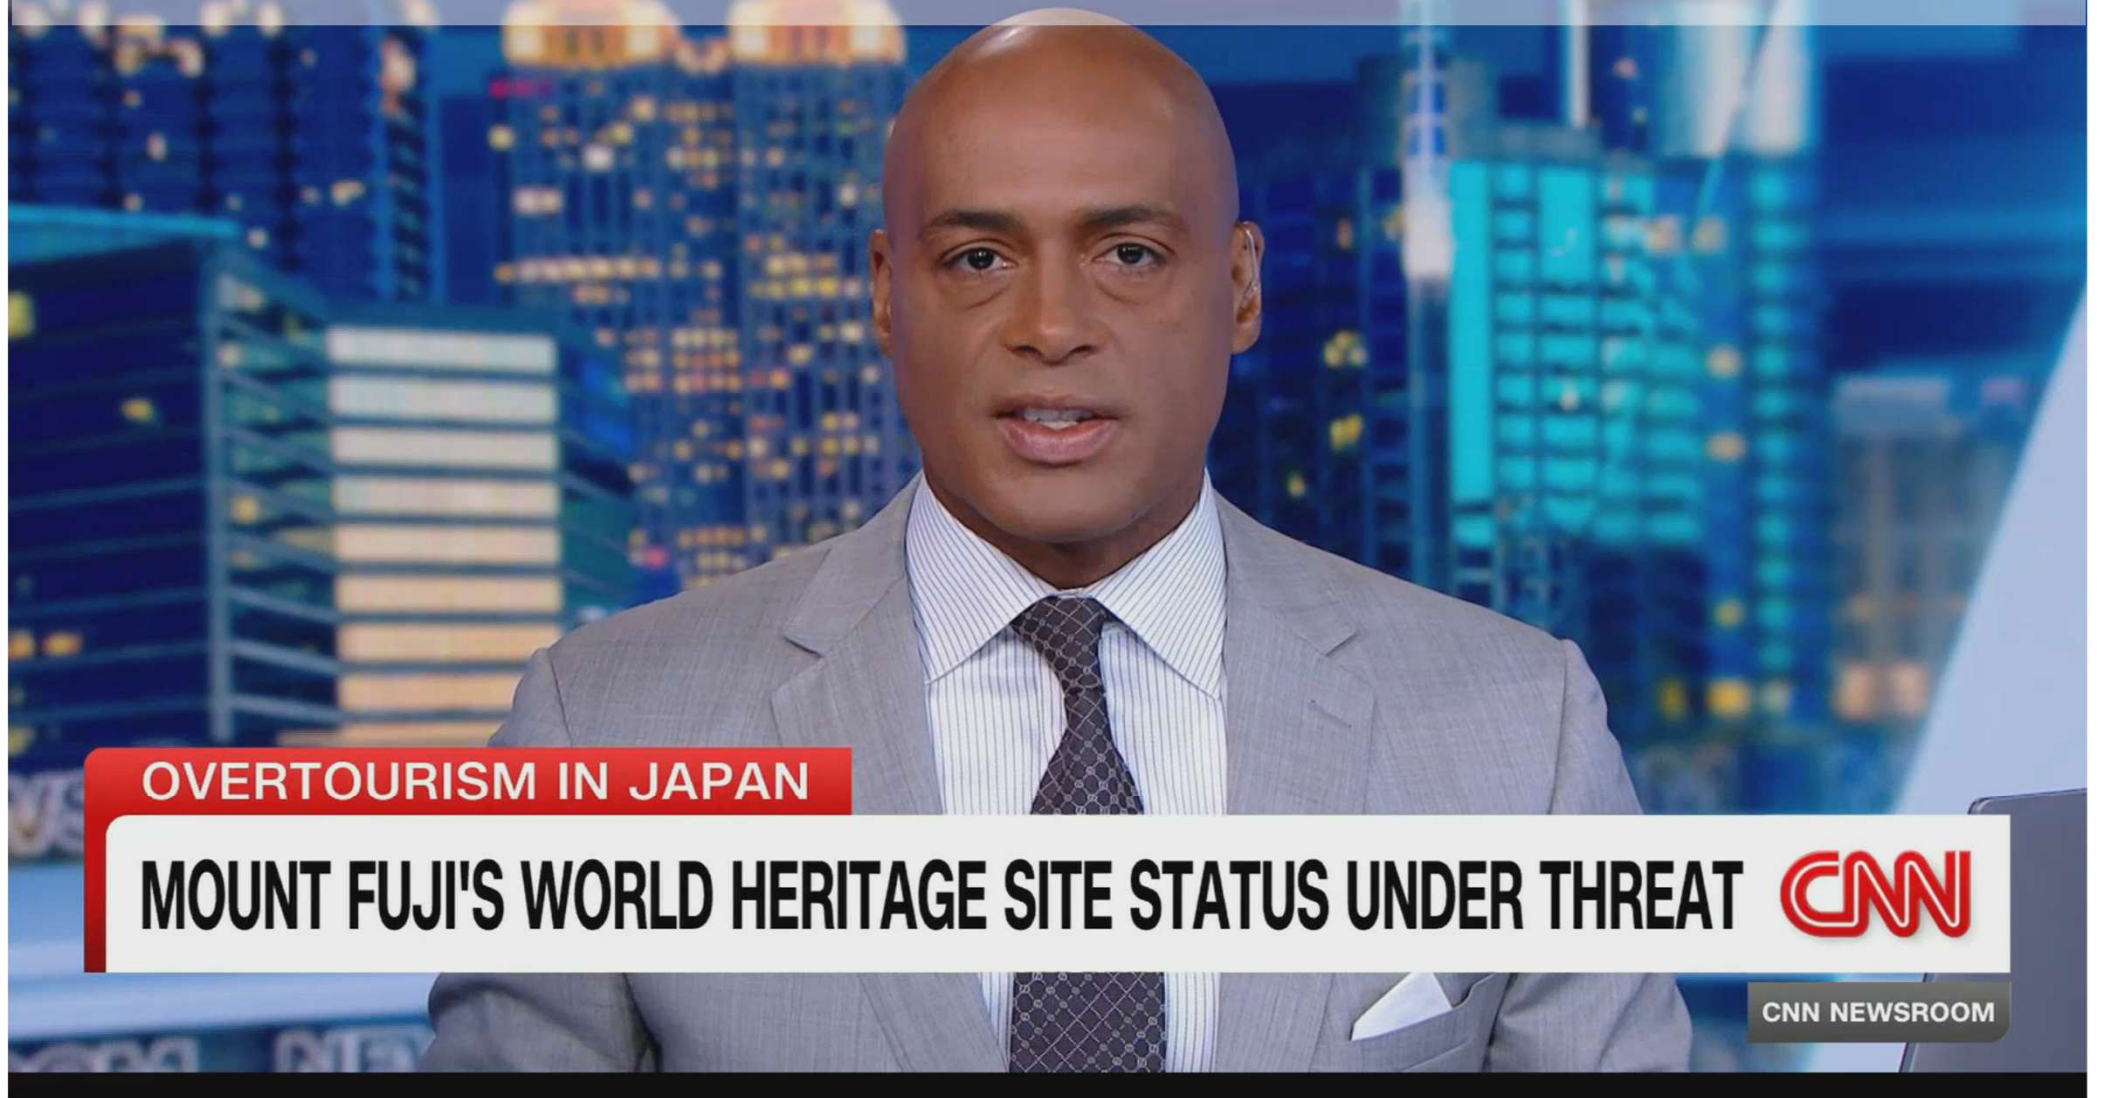 OVERTOURISM IN JAPAN
MOUNT FUJI'S WORLD HERITAGE SITE STATUS UNDER THREAT
CNN
CNN NEWSROOM